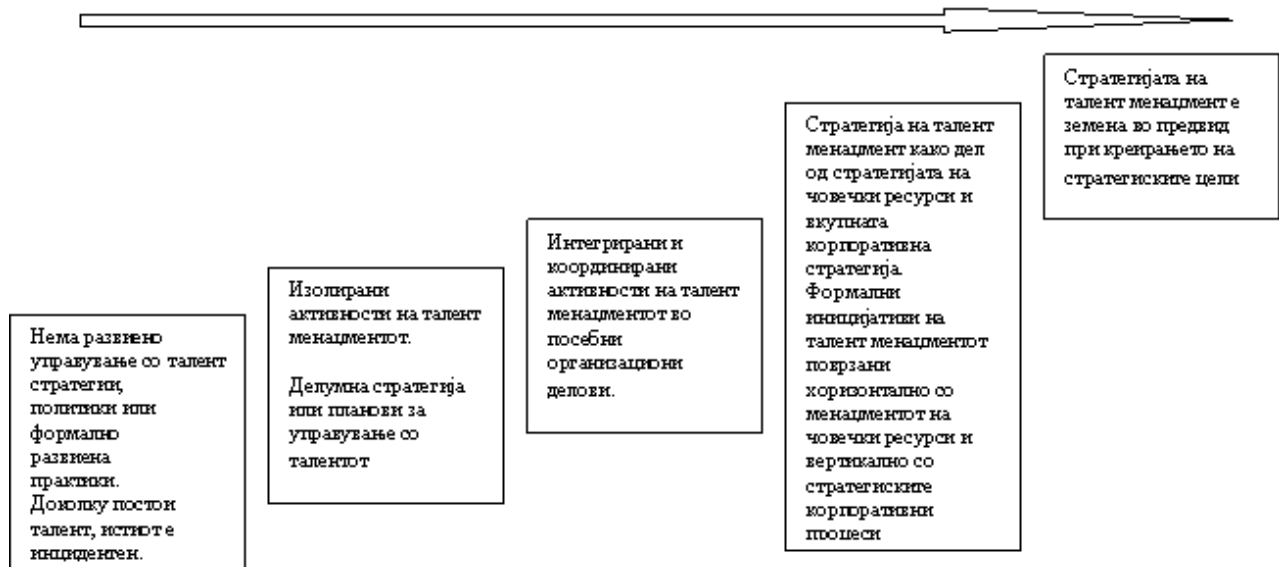 Нема развиено
управување со талент
стратегии,
политики или
формално
развиена
практики.
Доколку постои
талент, истиот е
инцидентен.
Изолирани
активности на талент
менаџментот.
Делумна стратегија
или планови за
управување со
талентот
Интегрирани и
координирани
активности на талент
менаџментот во
посебни
организациони
делови.
Стратегија на талент
менаџмент како дел
од стратегијата на
човечки ресурси и
вкупната
корпоративна
стратегија.
Формални
иницијативи на
талент менаџментот
поврзани
хоризонтално со
менаџментот на
човечки ресурси и
вертикално со
стратегиските
корпоративни
процеси
Стратегијата на
талент менаџмент е
земена во предвид
при креирањето на
стратегиските цели